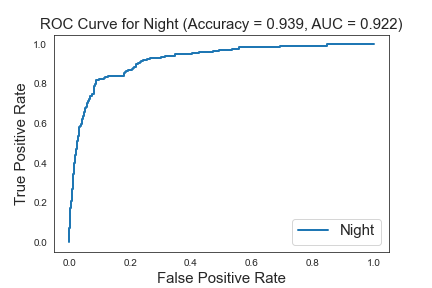 ROC Curve for Night (Accuracy = 0.939, AUC = 0.922)
1.0
0.8
0.6
0.4
0.2
0.0
True Positive Rate
Night
0.0 0.2 0.4 0.6 0.8 1.0
False Positive Rate